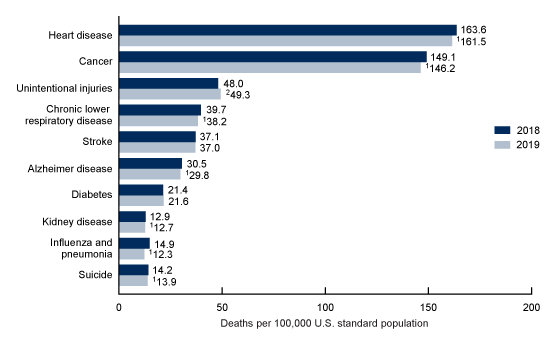 Heart disease
163.6
¹161.5
Cancer
149.1
¹146.2
Unintentional injuries
48.0
²49.3
Chronic lower
respiratory disease
39.7
¹38.2
Stroke
37.1
37.0
Alzheimer disease
30.5
¹29.8
Diabetes
21.4
21.6
Kidney disease
12.9
¹12.7
Influenza and
pneumonia
14.9
¹12.3
Suicide
14.2
¹13.9
2018
2019
0 50 100 150 200
Deaths per 100,000 U.S. standard population